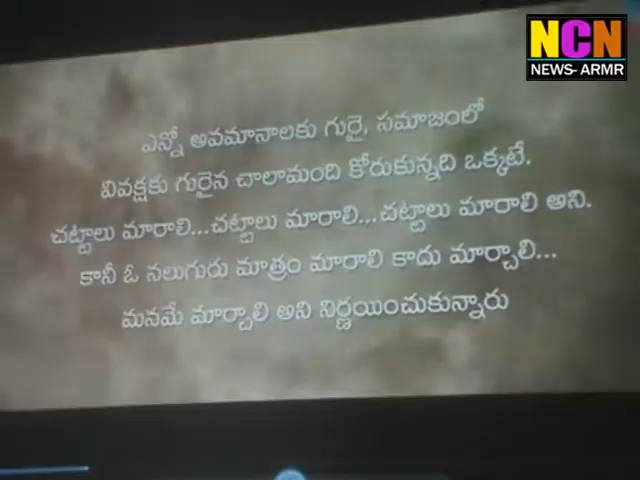 NCN
NEWS- ARMR
ఎన్నో అవమానాలకు గురై, సమాజంలో
వివక్షకు గురైన చాలామంది కోరుకున్నది ఒక్కటే.
చట్టాలు మారాలి...చట్టాలు మారాలి...చట్టాలు మారాలి అని.
కానీ ఓ నలుగురు మాత్రం మారాలి కాదు మార్చాలి...
మనమే మార్చాలి అని నిర్ణయించుకున్నారు